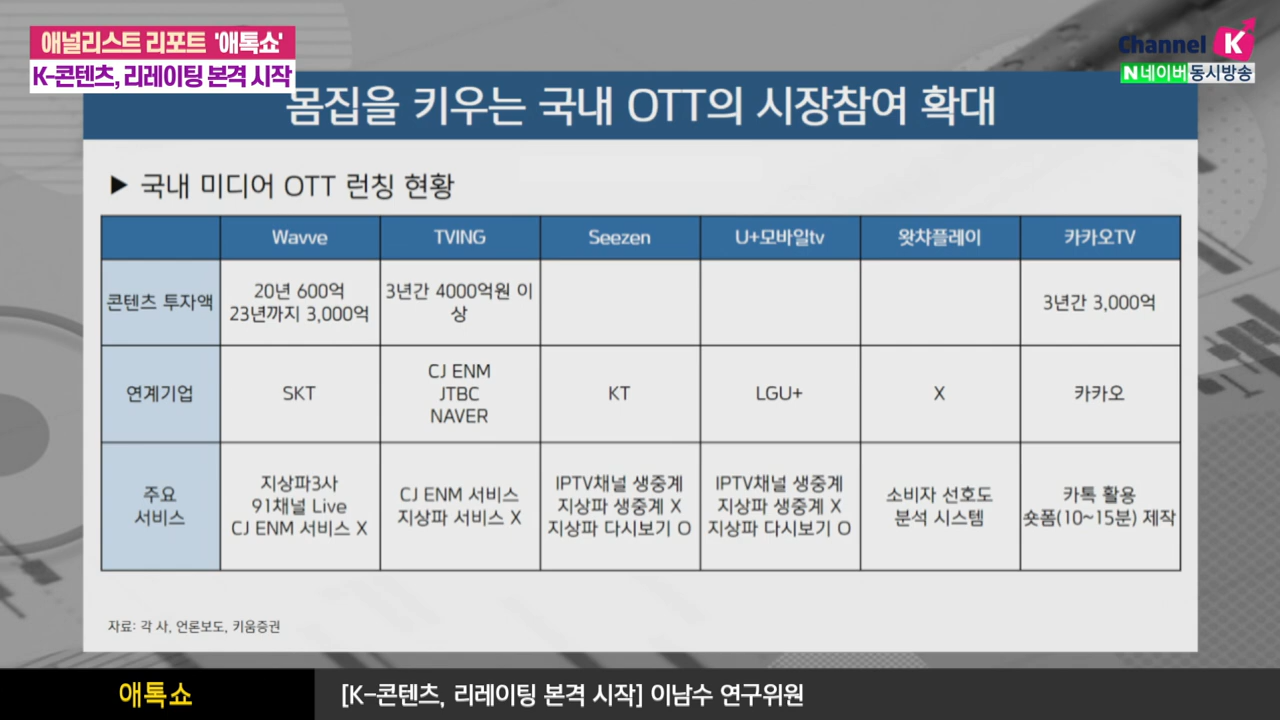 애널리스트 리포트 '애톡쇼'
K-콘텐츠, 리레이팅 본격 시작
Channel K
N 네이버 동시방송
몸집을 키우는 국내 OTT의 시장참여 확대
▶ 국내 미디어 OTT 런칭 현황
Wavve TVING Seezen U+모바일tv 왓챠플레이 카카오TV
콘텐츠 투자액
20년 600억
23년까지 3,000억
3년간 4000억원 이
상
3년간 3,000억
연계기업
SKT
CJ ENM
JTBC
NAVER
KT
LGU+
X
카카오
주요
서비스
지상파3사
91채널 Live
CJ ENM 서비스 X
CJ ENM 서비스
지상파 서비스 X
IPTV채널 생중계
지상파 생중계 X
지상파 다시보기 O
IPTV채널 생중계
지상파 생중계 X
지상파 다시보기 O
소비자 선호도
분석 시스템
카톡 활용
숏폼(10~15분) 제작
자료: 각 사, 언론보도, 키움증권
애톡쇼
[K-콘텐츠, 리레이팅 본격 시작] 이남수 연구위원